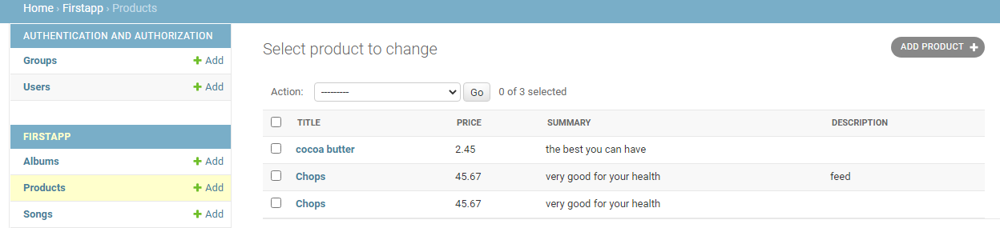 Home › Firstapp › Products
AUTHENTICATION AND AUTHORIZATION
Groups + Add
Users + Add
FIRSTAPP
Albums + Add
Products + Add
Songs + Add
Select product to change
ADD PRODUCT +
Action: --------- Go 0 of 3 selected
TITLE PRICE SUMMARY DESCRIPTION
cocoa butter 2.45 the best you can have
Chops 45.67 very good for your health feed
Chops 45.67 very good for your health